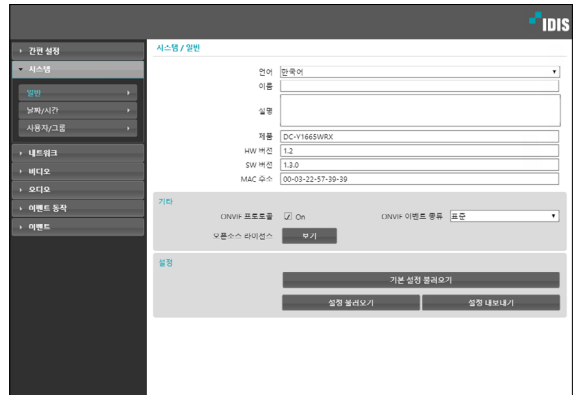 IDIS
간편 설정
시스템
일반
날짜/시간
사용자/그룹
네트워크
비디오
오디오
이벤트 동작
이벤트
시스템 / 일반
언어 한국어
이름
설명
제품 DC-Y1665WRX
HW 버전 1.2
SW 버전 1.3.0
MAC 주소 00-03-22-57-39-39
기타
ONVIF 프로토콜 On ONVIF 이벤트 종류 표준
오픈소스 라이선스 보기
설정
기본 설정 불러오기
설정 불러오기 설정 내보내기